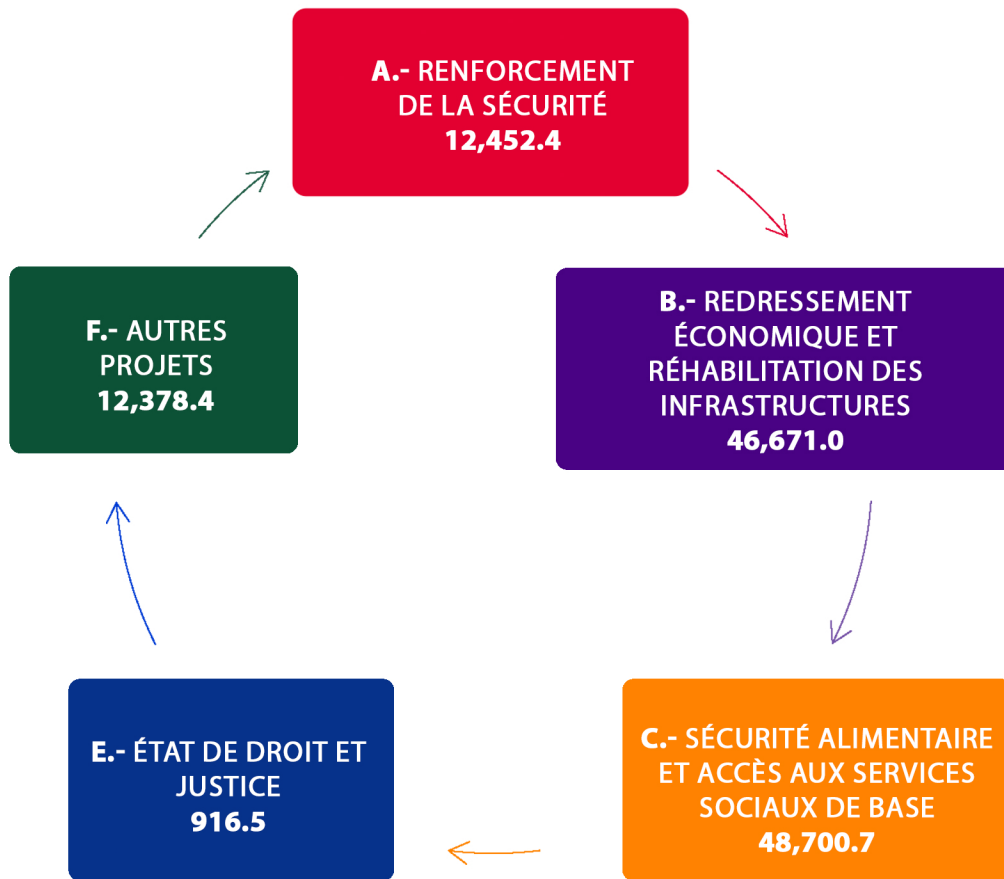 A.- RENFORCEMENT
DE LA SÉCURITÉ
12,452.4
B.- REDRESSEMENT
ÉCONOMIQUE ET
RÉHABILITATION DES
INFRASTRUCTURES
46,671.0
C.- SÉCURITÉ ALIMENTAIRE
ET ACCÈS AUX SERVICES
SOCIAUX DE BASE
48,700.7
E.- ÉTAT DE DROIT ET
JUSTICE
916.5
F.- AUTRES
PROJETS
12,378.4